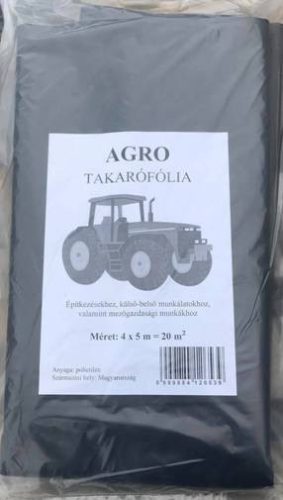 AGRO
TAKARÓFÓLIA
Építkezésekhez, külső-belső munkálatokhoz,
valamint mezőgazdasági munkákhoz
Méret: 4 x 5 m = 20 m²
Anyaga: polietilén
Származási hely: Magyarország